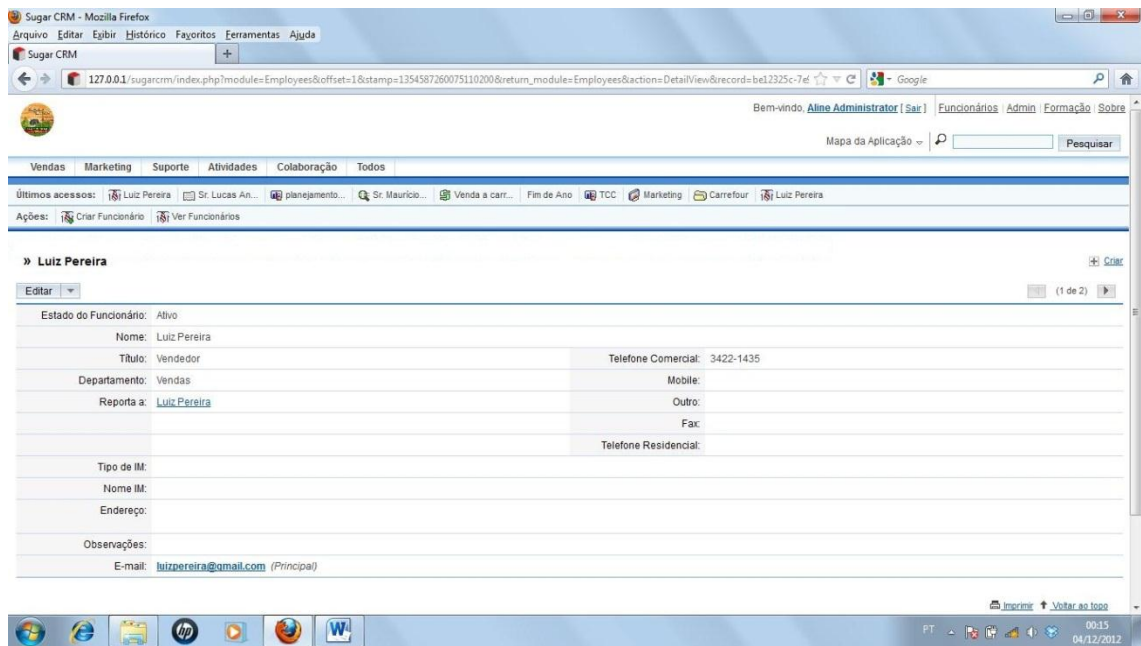 Sugar CRM - Mozilla Firefox
Arquivo Editar Exibir Histórico Favoritos Ferramentas Ajuda
Sugar CRM
127.0.0.1/sugarcrm/index.php?module=Employees&offset=1&stamp=1354587260075110200&return_module=Employees&action=DetailView&record=be12325c-7e Google
Bem-vindo, Aline Administrator [ Sair ] Funcionários Admin Formação Sobre
Mapa da Aplicação
Pesquisar
Vendas Marketing Suporte Atividades Colaboração Todos
Últimos acessos: Luiz Pereira Sr. Lucas An... planejamento... Sr. Maurício... Venda a carr... Fim de Ano TCC Marketing Carrefour Luiz Pereira
Ações: Criar Funcionário Ver Funcionários
» Luiz Pereira
Criar
Editar (1 de 2)
Estado do Funcionário: Ativo
Nome: Luiz Pereira
Título: Vendedor Telefone Comercial: 3422-1435
Departamento: Vendas Mobile:
Reporta a: Luiz Pereira Outro:
Fax:
Telefone Residencial:
Tipo de IM:
Nome IM:
Endereço:
Observações:
E-mail: luizpereira@gmail.com (Principal)
Imprimir Voltar ao topo
PT
00:15
04/12/2012